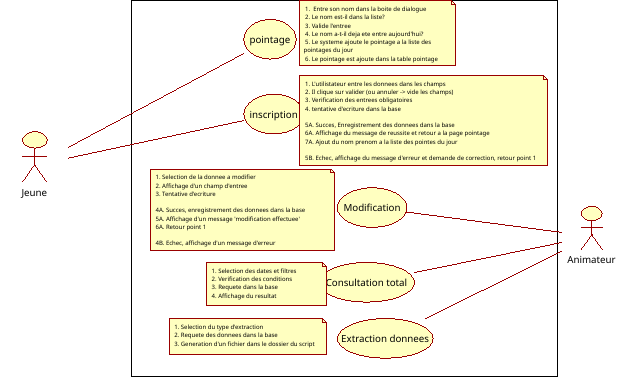 1. Entre son nom dans la boite de dialogue
2. Le nom est-il dans la liste?
3. Valide l'entree
4. Le nom a-t-il deja ete entre aujourd'hui?
5. Le systeme ajoute le pointage a la liste des
pointages du jour
6. Le pointage est ajoute dans la table pointage
pointage
1. L'utilistateur entre les donnees dans les champs
2. Il clique sur valider (ou annuler -> vide les champs)
3. Verification des entrees obligatoires
4. tentative d'ecriture dans la base
5A. Succes, Enregistrement des donnees dans la base
6A. Affichage du message de reussite et retour a la page pointage
7A. Ajout du nom prenom a la liste des pointes du jour
5B. Echec, affichage du message d'erreur et demande de correction, retour point 1
inscription
Jeune
1. Selection de la donnee a modifier
2. Affichage d'un champ d'entree
3. Tentative d'ecriture
4A. Succes, enregistrement des donnees dans la base
5A. Affichage d'un message 'modification effectuee'
6A. Retour point 1
4B. Echec, affichage d'un message d'erreur
Modification
Animateur
1. Selection des dates et filtres
2. Verification des conditions
3. Requete dans la base
4. Affichage du resultat
Consultation total
1. Selection du type d'extraction
2. Requete des donnees dans la base
3. Generation d'un fichier dans le dossier du script
Extraction donnees